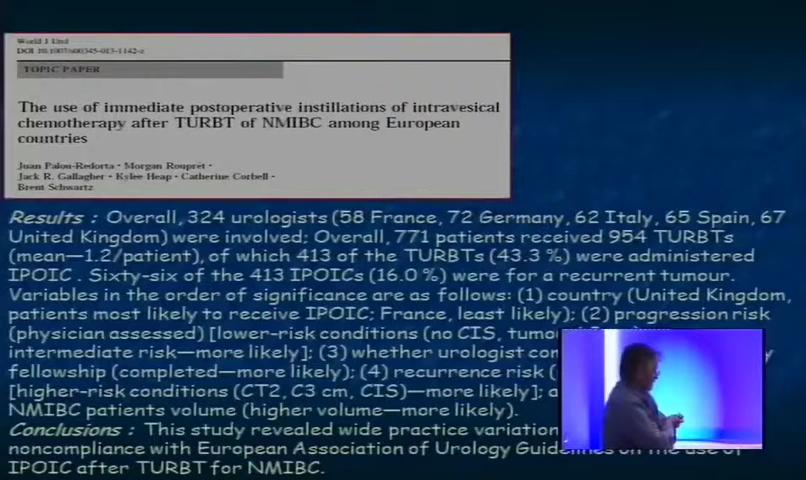 World J Urol
TOPIC PAPER
The use of immediate postoperative instillations of intravesical
chemotherapy after TURBT of NMIBC among European
countries
Juan Palou-Redorta · Morgan Rouprêt ·
Jack R. Gallagher · Kylee Heap · Catherine Corbell ·
Brent Schwartz
Results : Overall, 324 urologists (58 France, 72 Germany, 62 Italy, 65 Spain, 67
United Kingdom) were involved; Overall, 771 patients received 954 TURBTs
(mean—1.2/patient), of which 413 of the TURBTs (43.3 %) were administered
IPOIC . Sixty-six of the 413 IPOICs (16.0 %) were for a recurrent tumour.
Variables in the order of significance are as follows: (1) country (United Kingdom,
patients most likely to receive IPOIC; France, least likely); (2) progression risk
(physician assessed) [lower-risk conditions (no CIS,
intermediate risk—more likely]; (3) whether urologist
fellowship (completed—more likely); (4) recurrence risk
[higher-risk conditions (CT2, C3 cm, CIS)—more likely];
NMIBC patients volume (higher volume—more likely).
Conclusions : This study revealed wide practice
noncompliance with European Association of Urology Guidelines on the use of
IPOIC after TURBT for NMIBC.